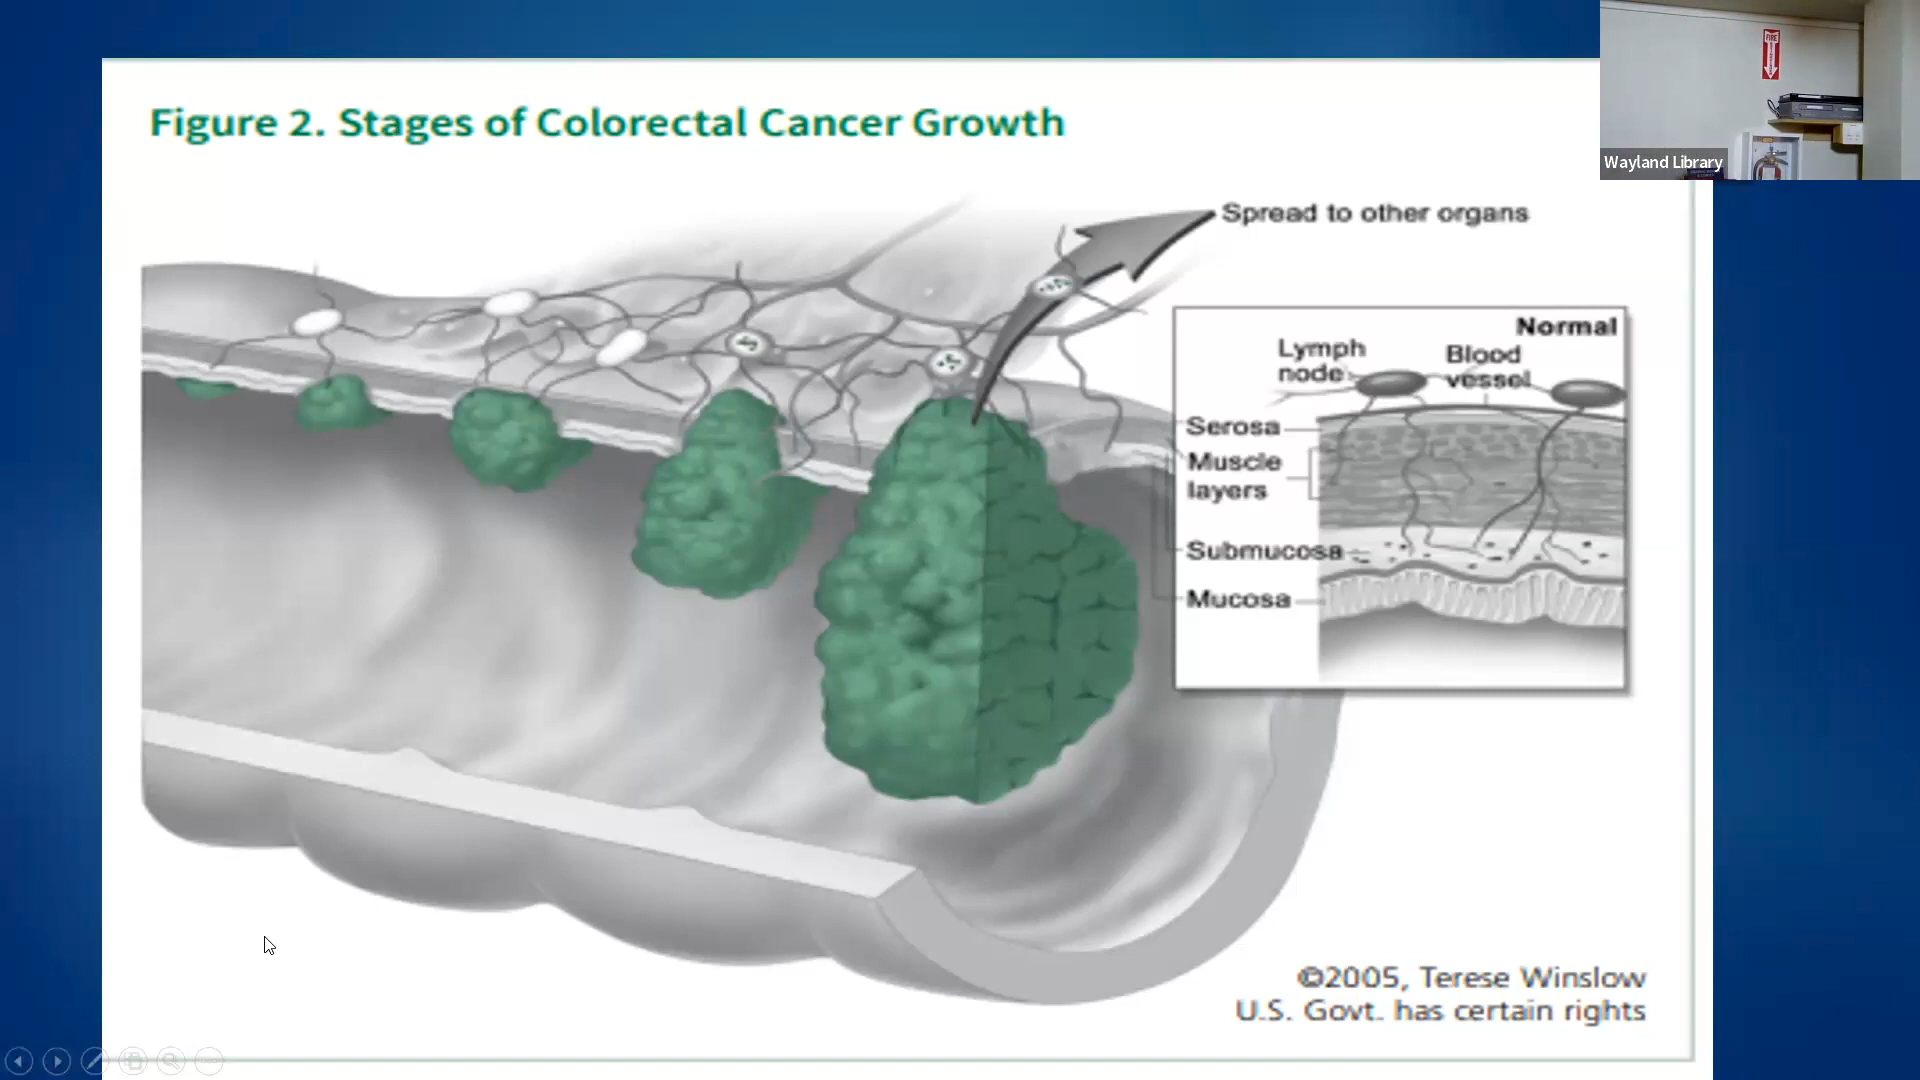 Figure 2. Stages of Colorectal Cancer Growth
FIRE
Wayland Library
Spread to other organs
Normal
Lymph
node
Blood
vessel
Serosa
Muscle
layers
Submucosa
Mucosa
©2005, Terese Winslow
U.S. Govt. has certain rights